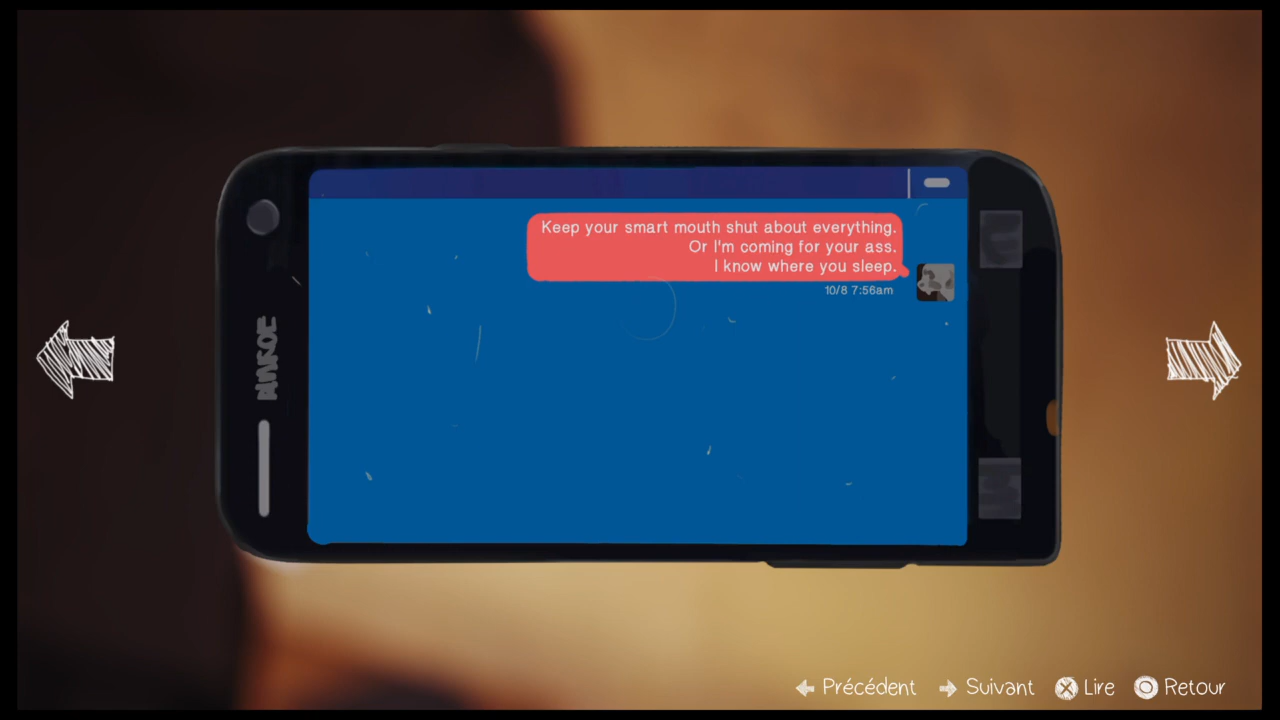 Keep your smart mouth shut about everything.
Or I'm coming for your ass.
I know where you sleep.
10/8 7:56am
Précédent Suivant Lire Retour